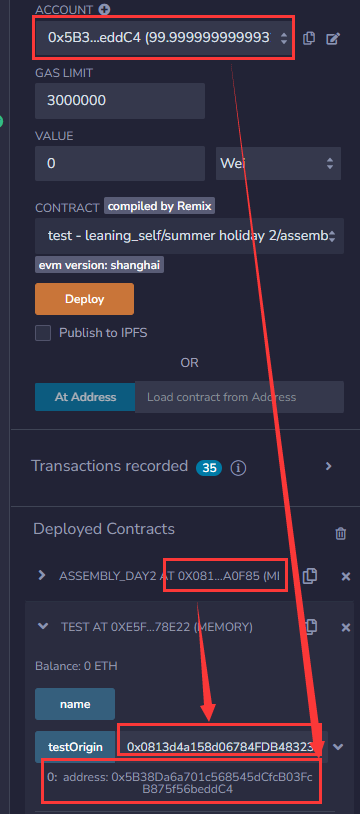 ACCOUNT
0x5B3...eddC4 (99.999999999993
GAS LIMIT
3000000
VALUE
0
Wei
CONTRACT compiled by Remix
test - leaning_self/summer holiday 2/assemb
evm version: shanghai
Deploy
Publish to IPFS
OR
At Address
Load contract from Address
Transactions recorded 35
Deployed Contracts
ASSEMBLY_DAY2 AT 0X081...A0F85 (MI
TEST AT 0XE5F...78E22 (MEMORY)
Balance: 0 ETH
name
testOrigin
0x0813d4a158d06784FDB48323
0: address: 0x5B38Da6a701c568545dCfcB03Fc
B875f56beddC4